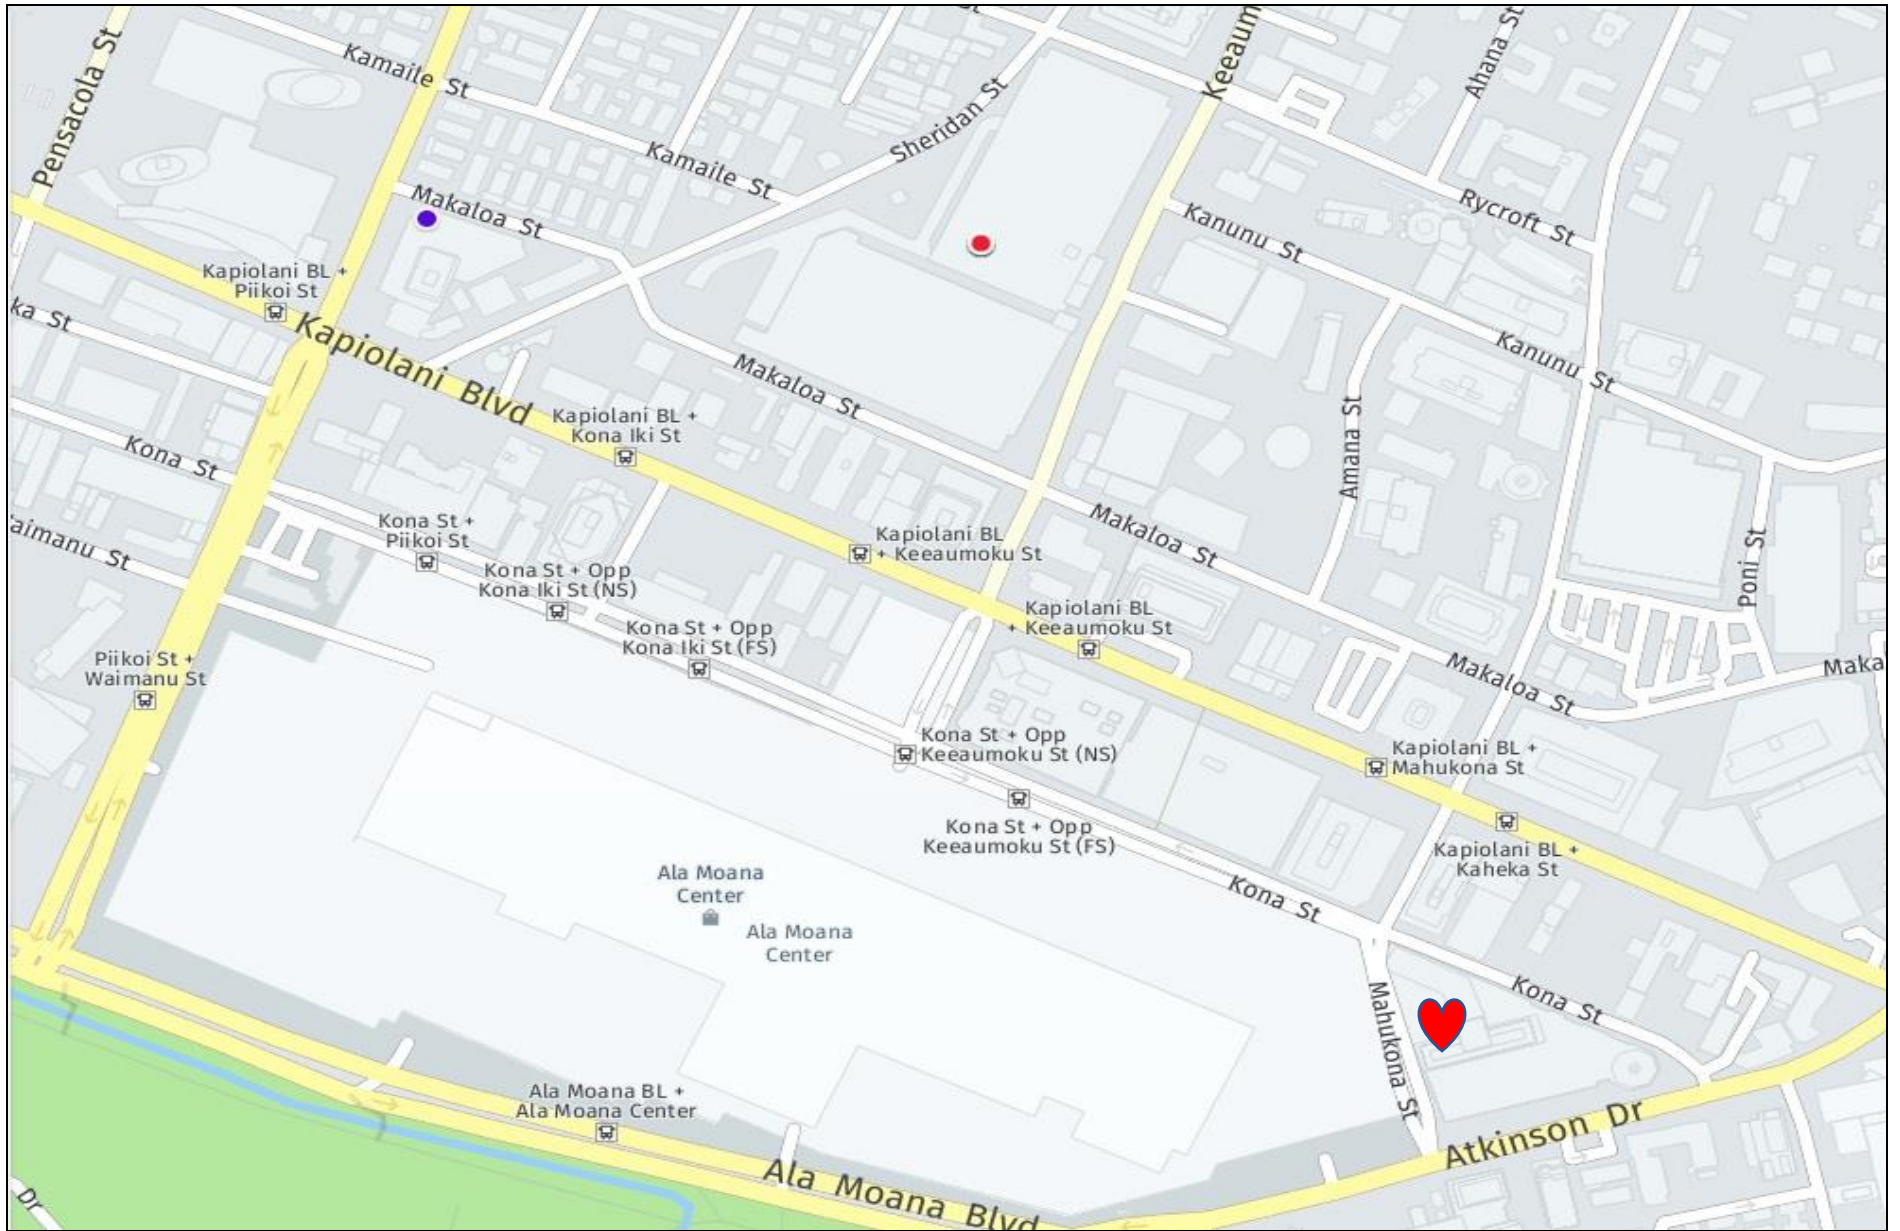 Pensacola St
Kamaile St
Kamaile St
Sheridan St
Keeaum
Ahana St
Rycroft St
Makaloa St
Kanunu St
Kapiolani BL +
Piikoi St
ka St
Kapiolani Blvd
Makaloa St
Kanunu St
Kapiolani BL +
Kona Iki St
Amana St
Kona St
Kona St +
Piikoi St
Kapiolani BL
+ Keeaumoku St
Makaloa St
Poni St
aimanu St
Kona St + Opp
Kona Iki St (NS)
Kona St + Opp
Kona Iki St (FS)
Kapiolani BL
+ Keeaumoku St
Piikoi St +
Waimanu St
Makaloa St
Maka
Kona St + Opp
Keeaumoku St (NS)
Kapiolani BL +
Mahukona St
Kona St + Opp
Keeaumoku St (FS)
Kapiolani BL +
Kaheka St
Ala Moana
Center
Ala Moana
Center
Kona St
Kona St
Mahukona St
Ala Moana BL +
Ala Moana Center
Atkinson Dr
Ala Moana Blvd
Dr